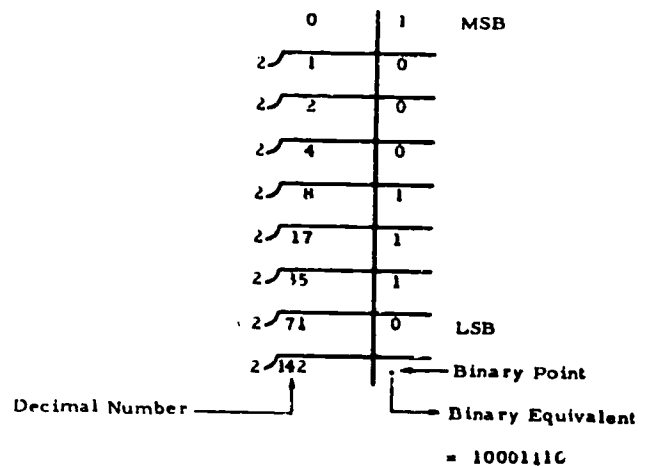 0 1 MSB
2 1 0
2 2 0
2 4 0
2 8 1
2 17 1
2 35 1
2 71 0 LSB
2 142 . Binary Point
Decimal Number Binary Equivalent
= 10001110